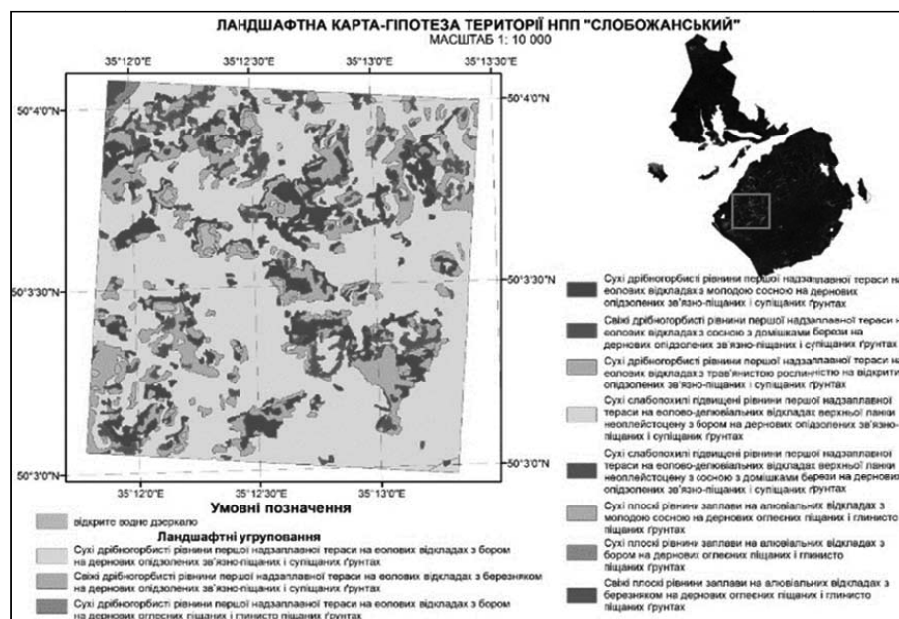 ЛАНДШАФТНА КАРТА-ГІПОТЕЗА ТЕРИТОРІЇ НПП "СЛОБОЖАНСЬКИЙ"
МАСШТАБ 1: 10 000
35°12'0"E 35°12'30"E 35°13'0"E 35°13'30"E
50°4'0"N 50°4'0"N
50°3'30"N 50°3'30"N
50°3'0"N 50°3'0"N
35°12'0"E 35°12'30"E 35°13'0"E
Умовні позначення
відкрите водне дзеркало
Ландшафтні угруповання
Сухі дрібногорбисті рівнини першої надзаплавної тераси на еолових відкладах з бором
на дернових опідзолених зв'язно-піщаних і супіщаних ґрунтах
Свіжі дрібногорбисті рівнини першої надзаплавної тераси на еолових відкладах з березняком
на дернових опідзолених зв'язно-піщаних і супіщаних ґрунтах
Сухі дрібногорбисті рівнини першої надзаплавної тераси на еолових відкладах з бором
на дернових оглеєних піщаних і глинисто піщаних ґрунтах
Сухі дрібногорбисті рівнини першої надзаплавної тераси на
еолових відкладах з молодою сосною на дернових
опідзолених зв'язно-піщаних і супіщаних ґрунтах
Свіжі дрібногорбисті рівнини першої надзаплавної тераси н
еолових відкладах з сосною з домішками берези на
дернових опідзолених зв'язно-піщаних і супіщаних ґрунтах
Сухі дрібногорбисті рівнини першої надзаплавної тераси на
еолових відкладах з трав'янистою рослинністю на відкрити
опідзолених зв'язно-піщаних і супіщаних ґрунтах
Сухі слабопохилі підвищені рівнини першої надзаплавної
тераси на еолово-делювіальних відкладах верхньої ланки
неоплейстоцену з бором на дернових опідзолених зв'язно-
піщаних і супіщаних ґрунтах
Сухі слабопохилі підвищені рівнини першої надзаплавної
тераси на еолово-делювіальних відкладах верхньої ланки
неоплейстоцену з сосною з домішками берези на дернових
опідзолених зв'язно-піщаних і супіщаних ґрунтах
Сухі плоскі рівнини заплави на алювіальних відкладах з
молодою сосною на дернових оглеєних піщаних і глинисто
піщаних ґрунтах
Сухі плоскі рівнини заплави на алювіальних відкладах з
бором на дернових оглеєних піщаних і глинисто
піщаних ґрунтах
Свіжі плоскі рівнини заплави на алювіальних відкладах з
березняком на дернових оглеєних піщаних і глинисто
піщаних ґрунтах